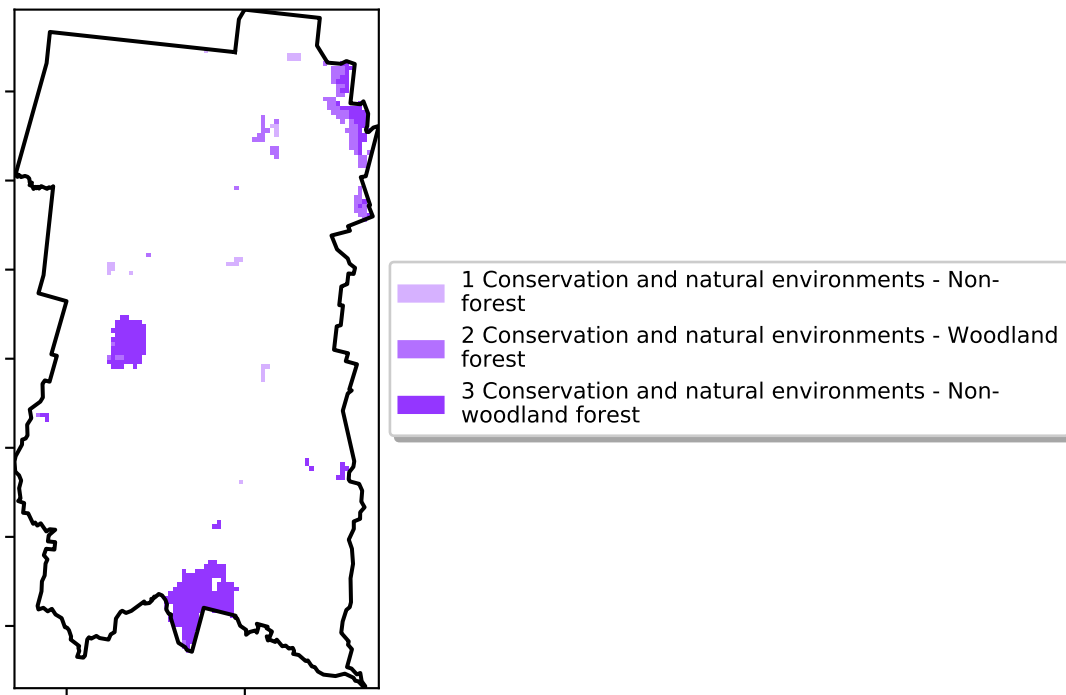 1 Conservation and natural environments - Non-
forest
2 Conservation and natural environments - Woodland
forest
3 Conservation and natural environments - Non-
woodland forest